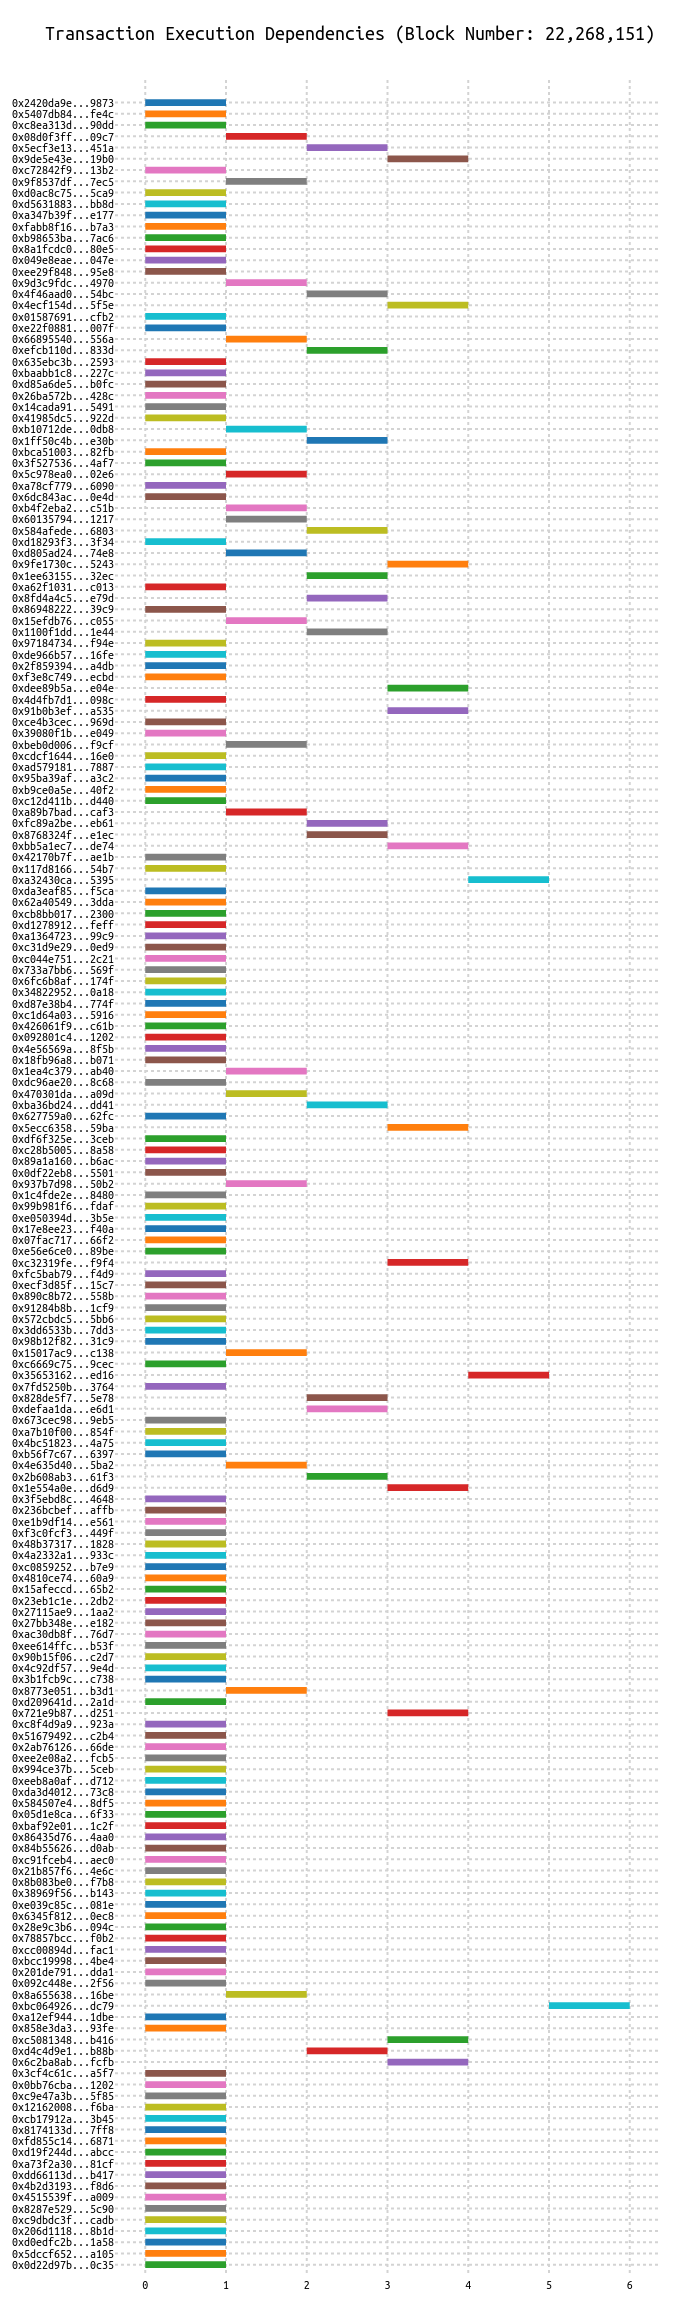 Transaction Execution Dependencies (Block Number: 22,268,151)
0x2420da9e...9873
0x5407db84...fe4c
0xc8ea313d...90dd
0x08d0f3ff...09c7
0x5ecf3e13...451a
0x9de5e43e...19b0
0xc72842f9...13b2
0x9f8537df...7ec5
0xd0ac8c75...5ca9
0xd5631883...bb8d
0xa347b39f...e177
0xfabb8f16...b7a3
0xb98653ba...7ac6
0x8a1fcdc0...80e5
0x049e8eae...047e
0xee29f848...95e8
0x9d3c9fdc...4970
0x4f46aad0...54bc
0x4ecf154d...5f5e
0x01587691...cfb2
0xe22f0881...007f
0x66895540...556a
0xefcb110d...833d
0x635ebc3b...2593
0xbaabb1c8...227c
0xd85a6de5...b0fc
0x26ba572b...428c
0x14cada91...5491
0x41985dc5...922d
0xb10712de...0db8
0x1ff50c4b...e30b
0xbca51003...82fb
0x3f527536...4af7
0x5c978ea0...02e6
0xa78cf779...6090
0x6dc843ac...0e4d
0xb4f2eba2...c51b
0x60135794...1217
0x584afede...6803
0xd18293f3...3f34
0xd805ad24...74e8
0x9fe1730c...5243
0x1ee63155...32ec
0xa62f1031...c013
0x8fd4a4c5...e79d
0x86948222...39c9
0x15efdb76...c055
0x1100f1dd...1e44
0x97184734...f94e
0xde966b57...16fe
0x2f859394...a4db
0xf3e8c749...ecbd
0xdee89b5a...e04e
0x4d4fb7d1...098c
0x91b0b3ef...a535
0xce4b3cec...969d
0x39080f1b...e049
0xbeb0d006...f9cf
0xcdcf1644...16e0
0xad579181...7887
0x95ba39af...a3c2
0xb9ce0a5e...40f2
0xc12d411b...d440
0xa89b7bad...caf3
0xfc89a2be...eb61
0x8768324f...e1ec
0xbb5a1ec7...de74
0x42170b7f...ae1b
0x117d8166...54b7
0xa32430ca...5395
0xda3eaf85...f5ca
0x62a40549...3dda
0xcb8bb017...2300
0xd1278912...feff
0xa1364723...99c9
0xc31d9e29...0ed9
0xc044e751...2c21
0x733a7bb6...569f
0x6fc6b8af...174f
0x34822952...0a18
0xd87e38b4...774f
0xc1d64a03...5916
0x426061f9...c61b
0x092801c4...1202
0x4e56569a...8f5b
0x18fb96a8...b071
0x1ea4c379...ab40
0xdc96ae20...8c68
0x470301da...a09d
0xba36bd24...dd41
0x627759a0...62fc
0x5ecc6358...59ba
0xdf6f325e...3ceb
0xc28b5005...8a58
0x89a1a160...b6ac
0x0df22eb8...5501
0x937b7d98...50b2
0x1c4fde2e...8480
0x99b981f6...fdaf
0xe050394d...3b5e
0x17e8ee23...f40a
0x07fac717...66f2
0xe56e6ce0...89be
0xc32319fe...f9f4
0xfc5bab79...f4d9
0xecf3d85f...15c7
0x890c8b72...558b
0x91284b8b...1cf9
0x572cbdc5...5bb6
0x3dd6533b...7dd3
0x98b12f82...31c9
0x15017ac9...c138
0xc6669c75...9cec
0x35653162...ed16
0x7fd5250b...3764
0x828de5f7...5e78
0xdefaa1da...e6d1
0x673cec98...9eb5
0xa7b10f00...854f
0x4bc51823...4a75
0xb56f7c67...6397
0x4e635d40...5ba2
0x2b608ab3...61f3
0x1e554a0e...d6d9
0x3f5ebd8c...4648
0x236bcbef...affb
0xe1b9df14...e561
0xf3c0fcf3...449f
0x48b37317...1828
0x4a2332a1...933c
0xc0859252...b7e9
0x4810ce74...60a9
0x15afeccd...65b2
0x23eb1c1e...2db2
0x27115ae9...1aa2
0x27bb348e...e182
0xac30db8f...76d7
0xee614ffc...b53f
0x90b15f06...c2d7
0x4c92df57...9e4d
0x3b1fcb9c...c738
0x8773e051...b3d1
0xd209641d...2a1d
0x721e9b87...d251
0xc8f4d9a9...923a
0x51679492...c2b4
0x2ab76126...66de
0xee2e08a2...fcb5
0x994ce37b...5ceb
0xeeb8a0af...d712
0xda3d4012...73c8
0x584507e4...8df5
0x05d1e8ca...6f33
0xbaf92e01...1c2f
0x86435d76...4aa0
0x84b55626...d0ab
0xc91fceb4...aec0
0x21b857f6...4e6c
0x8b083be0...f7b8
0x38969f56...b143
0xe039c85c...081e
0x6345f812...0ec8
0x28e9c3b6...094c
0x78857bcc...f0b2
0xcc00894d...fac1
0xbcc19998...4be4
0x201de791...dda1
0x092c448e...2f56
0x8a655638...16be
0xbc064926...dc79
0xa12ef944...1dbe
0x858e3da3...93fe
0xc5081348...b416
0xd4c4d9e1...b88b
0x6c2ba8ab...fcfb
0x3cf4c61c...a5f7
0x0bb76cba...1202
0xc9e47a3b...5f85
0x12162008...f6ba
0xcb17912a...3b45
0x8174133d...7ff8
0xfd855c14...6871
0xd19f244d...abcc
0xa73f2a30...81cf
0xdd66113d...b417
0x4b2d3193...f8d6
0x4515539f...a009
0x8287e529...5c90
0xc9dbdc3f...cadb
0x206d1118...8b1d
0xd0edfc2b...1a58
0x5dccf652...a105
0x0d22d97b...0c35
0 1 2 3 4 5 6